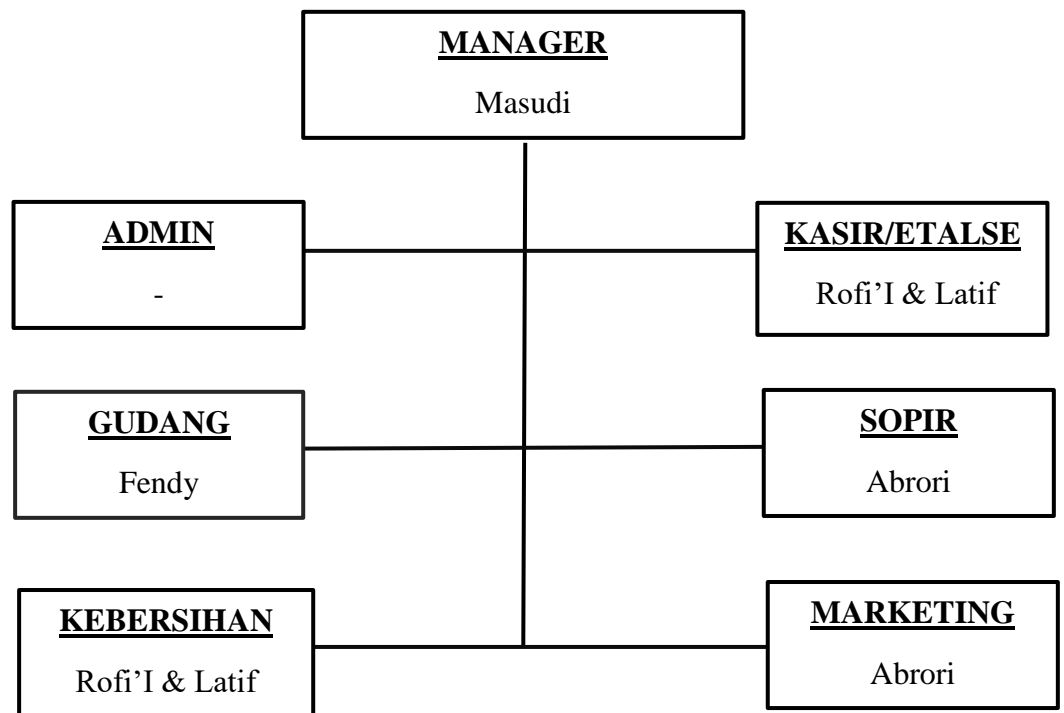 MANAGER
Masudi
ADMIN
-
KASIR/ETALSE
Rofi’I & Latif
GUDANG
Fendy
SOPIR
Abrori
KEBERSIHAN
Rofi’I & Latif
MARKETING
Abrori